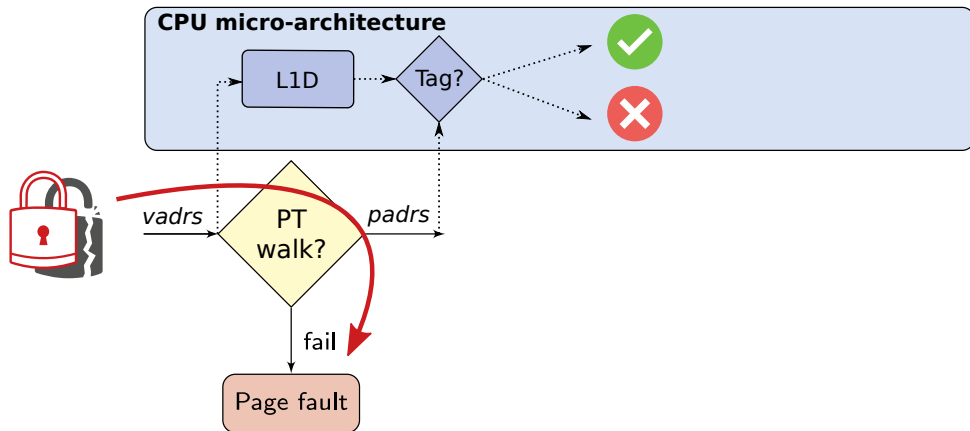 CPU micro-architecture
L1D
Tag?
vadrs
PT
walk?
padrs
fail
Page fault